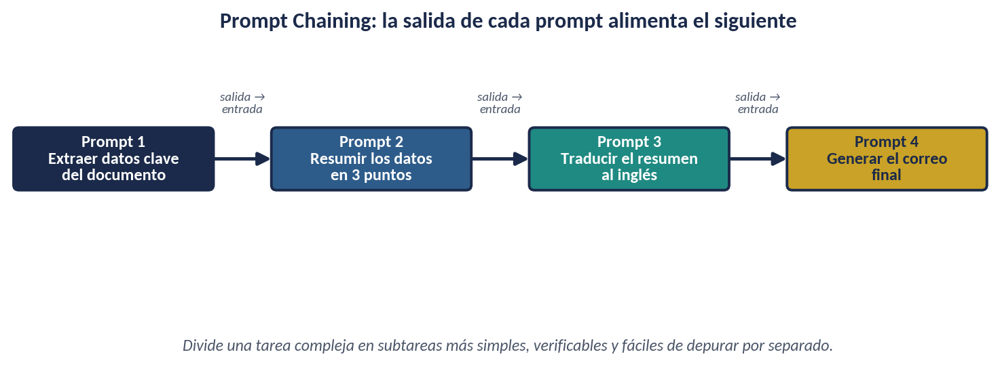 Prompt Chaining: la salida de cada prompt alimenta el siguiente
salida →
entrada
salida →
entrada
salida →
entrada
Prompt 1
Extraer datos clave
del documento
Prompt 2
Resumir los datos
en 3 puntos
Prompt 3
Traducir el resumen
al inglés
Prompt 4
Generar el correo
final
Divide una tarea compleja en subtareas más simples, verificables y fáciles de depurar por separado.